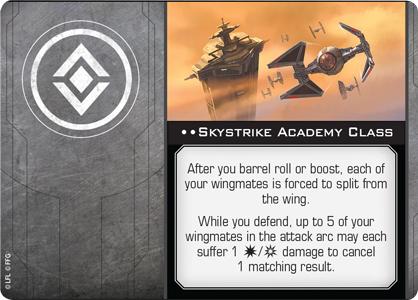 ••Skystrike Academy Class
After you barrel roll or boost, each of
your wingmates is forced to split from
the wing.
While you defend, up to 5 of your
wingmates in the attack arc may each
suffer 1 / damage to cancel
1 matching result.
©LFL ©FFG